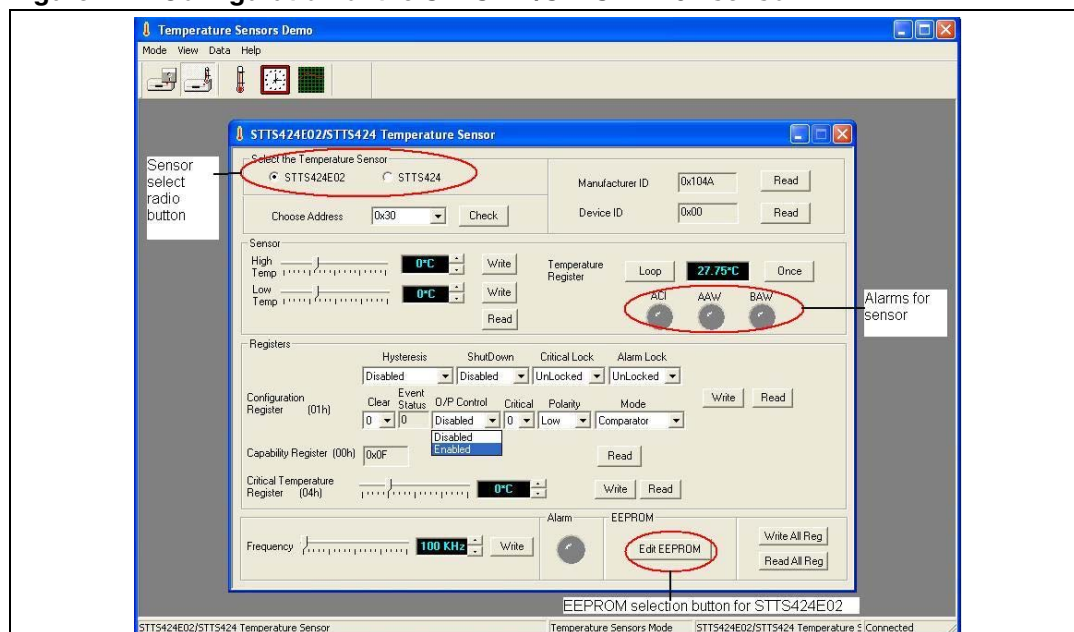 Temperature Sensors Demo
Mode View Data Help
STTS424E02/STTS424 Temperature Sensor
Sensor
select
radio
button
Select the Temperature Sensor
STTS424E02 STTS424
Choose Address 0x30 Check
Manufacturer ID 0x104A Read
Device ID 0x00 Read
Sensor
High
Temp 0°C Write
Low
Temp 0°C Write
Read
Temperature
Register Loop 27.75°C Once
ACI AAW BAW
Alarms for
sensor
Registers
Hysteresis ShutDown Critical Lock Alarm Lock
Disabled Disabled UnLocked UnLocked
Configuration
Register (01h)
Clear Event
Status O/P Control Critical Polarity Mode
0 0 Disabled 0 Low Comparator
Write Read
Disabled
Enabled
Capability Register (00h) 0x0F Read
Critical Temperature
Register (04h) 0°C Write Read
Frequency 100 KHz Write
Alarm
EEPROM
Edit EEPROM
Write All Reg
Read All Reg
EEPROM selection button for STTS424E02
STTS424E02/STTS424 Temperature Sensor Temperature Sensors Mode STTS424E02/STTS424 Temperature S Connected